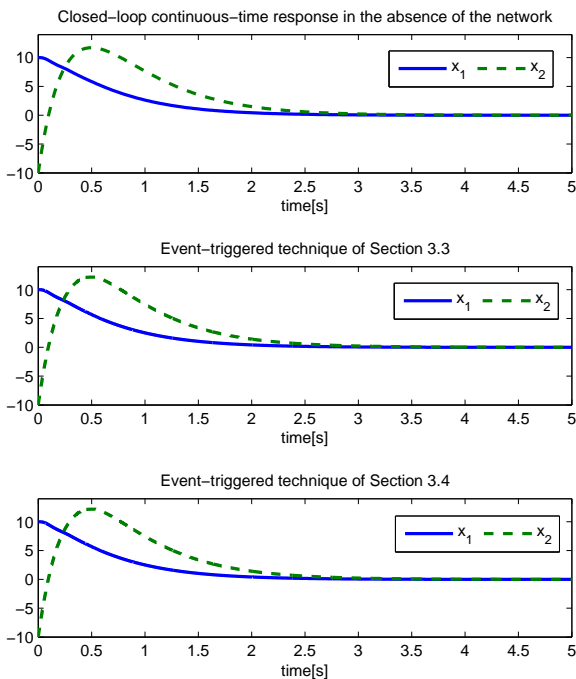 Closed−loop continuous−time response in the absence of the network
10
5
0
−5
−10
x1 x2
0 0.5 1 1.5 2 2.5 3 3.5 4 4.5 5
time[s]
Event−triggered technique of Section 3.3
10
5
0
−5
−10
x1 x2
0 0.5 1 1.5 2 2.5 3 3.5 4 4.5 5
time[s]
Event−triggered technique of Section 3.4
10
5
0
−5
−10
x1 x2
0 0.5 1 1.5 2 2.5 3 3.5 4 4.5 5
time[s]